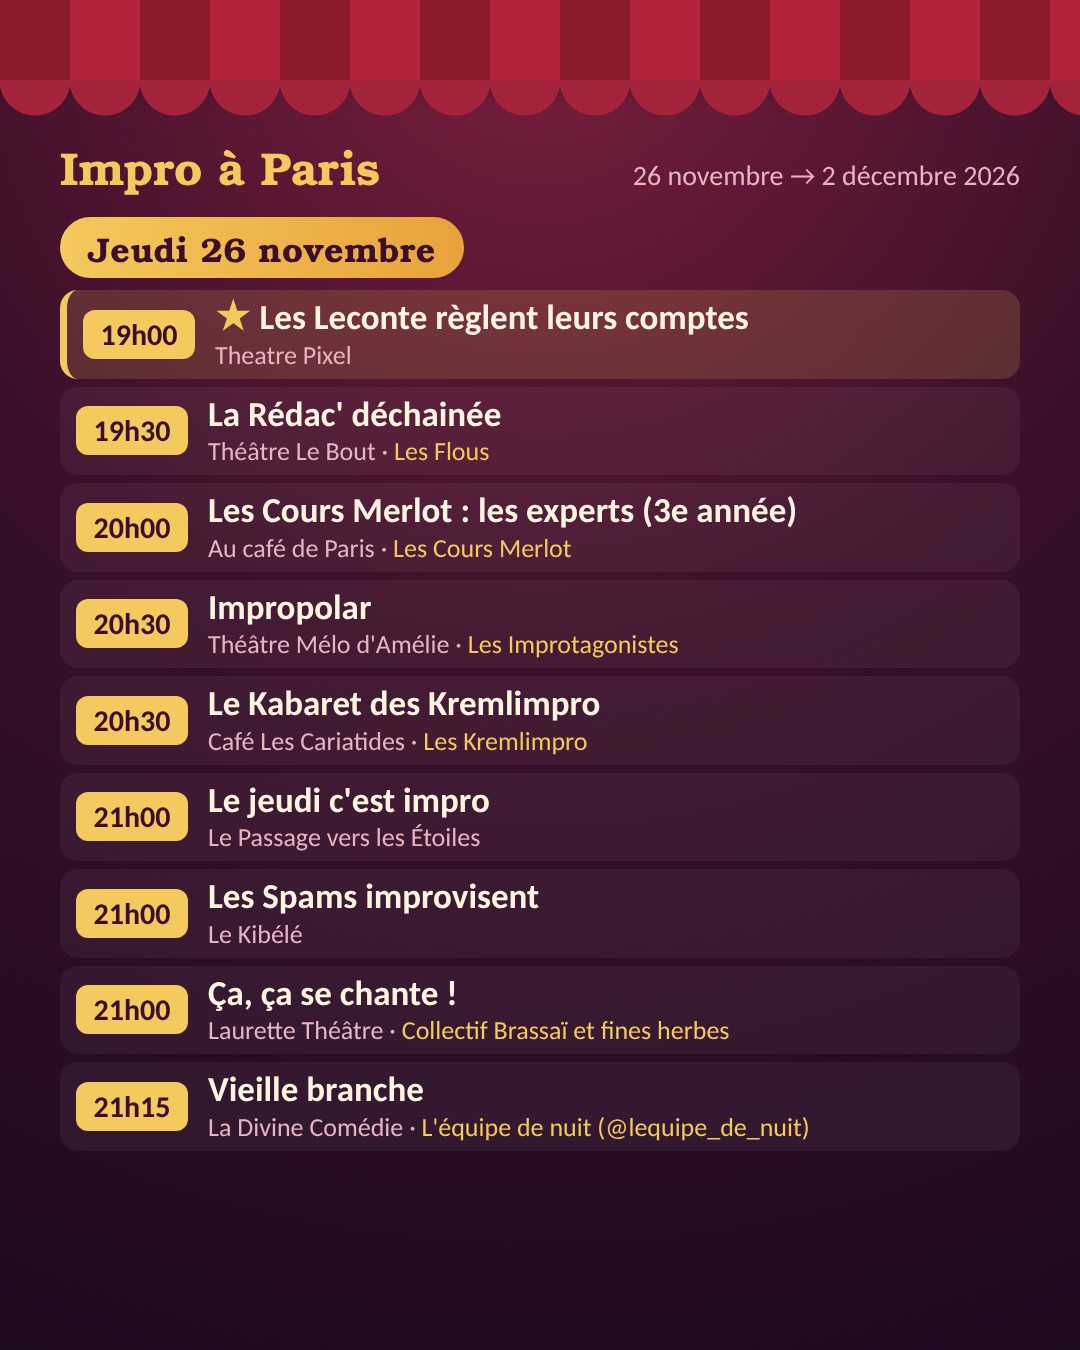 Impro à Paris
26 novembre → 2 décembre 2026
Jeudi 26 novembre
19h00
★ Les Leconte règlent leurs comptes
Theatre Pixel
19h30
La Rédac' déchainée
Théâtre Le Bout · Les Flous
20h00
Les Cours Merlot : les experts (3e année)
Au café de Paris · Les Cours Merlot
20h30
Impropolar
Théâtre Mélo d'Amélie · Les Improtagonistes
20h30
Le Kabaret des Kremlimpro
Café Les Cariatides · Les Kremlimpro
21h00
Le jeudi c'est impro
Le Passage vers les Étoiles
21h00
Les Spams improvisent
Le Kibélé
21h00
Ça, ça se chante !
Laurette Théâtre · Collectif Brassaï et fines herbes
21h15
Vieille branche
La Divine Comédie · L'équipe de nuit (@lequipe_de_nuit)